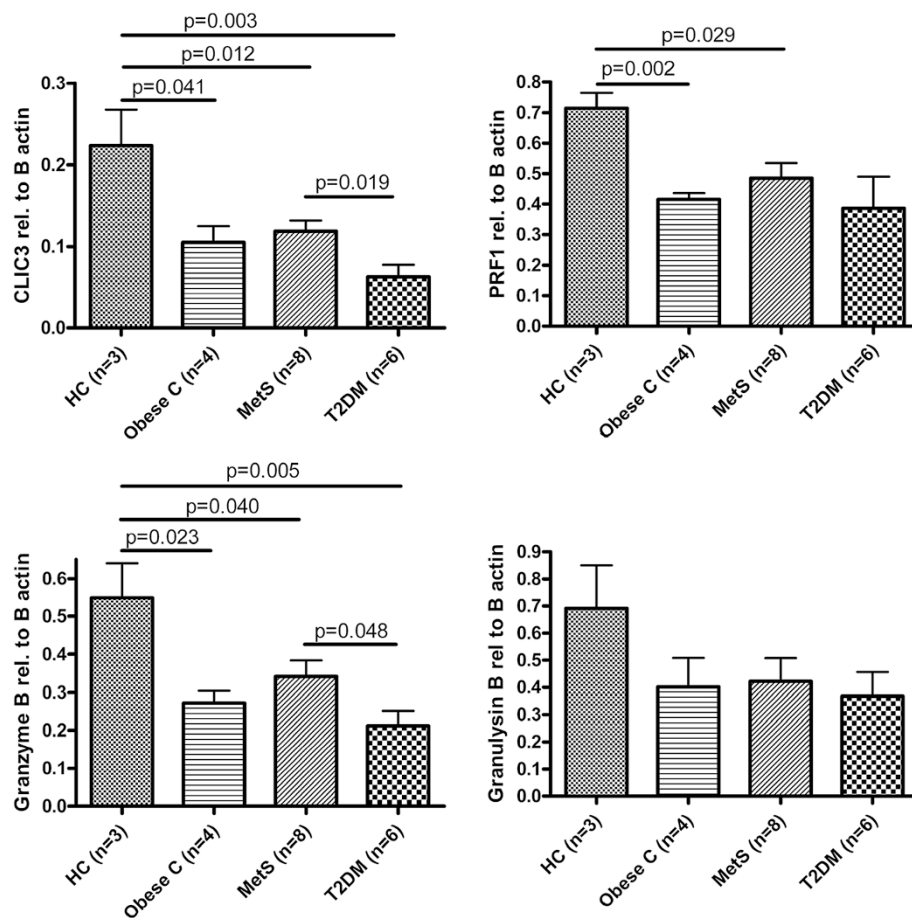 p=0.003
p=0.012
p=0.041
p=0.019
CLIC3 rel. to B actin
0.3
0.2
0.1
0.0
HC (n=3)
Obese C (n=4)
MetS (n=8)
T2DM (n=6)
p=0.029
p=0.002
PRF1 rel. to B actin
0.8
0.7
0.6
0.5
0.4
0.3
0.2
0.1
0.0
HC (n=3)
Obese C (n=4)
MetS (n=8)
T2DM (n=6)
p=0.005
p=0.040
p=0.023
p=0.048
Granzyme B rel. to B actin
0.6
0.5
0.4
0.3
0.2
0.1
0.0
HC (n=3)
Obese C (n=4)
MetS (n=8)
T2DM (n=6)
Granulysin B rel to B actin
0.9
0.8
0.7
0.6
0.5
0.4
0.3
0.2
0.1
0.0
HC (n=3)
Obese C (n=4)
MetS (n=8)
T2DM (n=6)